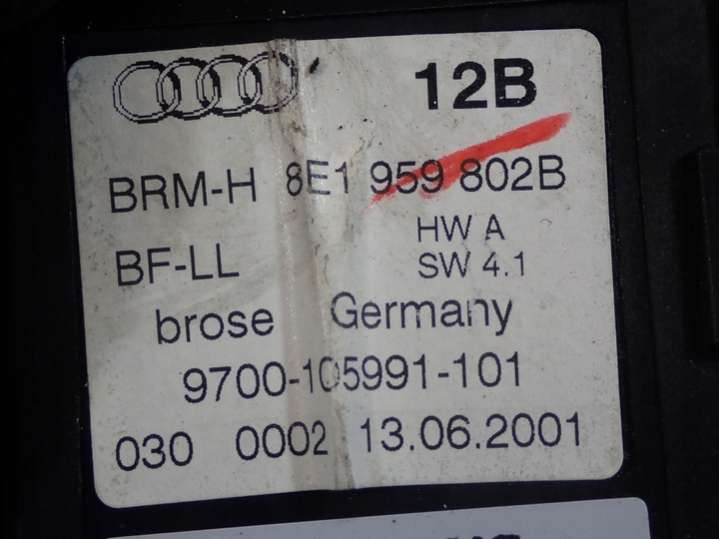 12B
BRM-H 8E1 959 802B
BF-LL HW A
SW 4.1
brose Germany
9700-105991-101
030 0002 13.06.2001